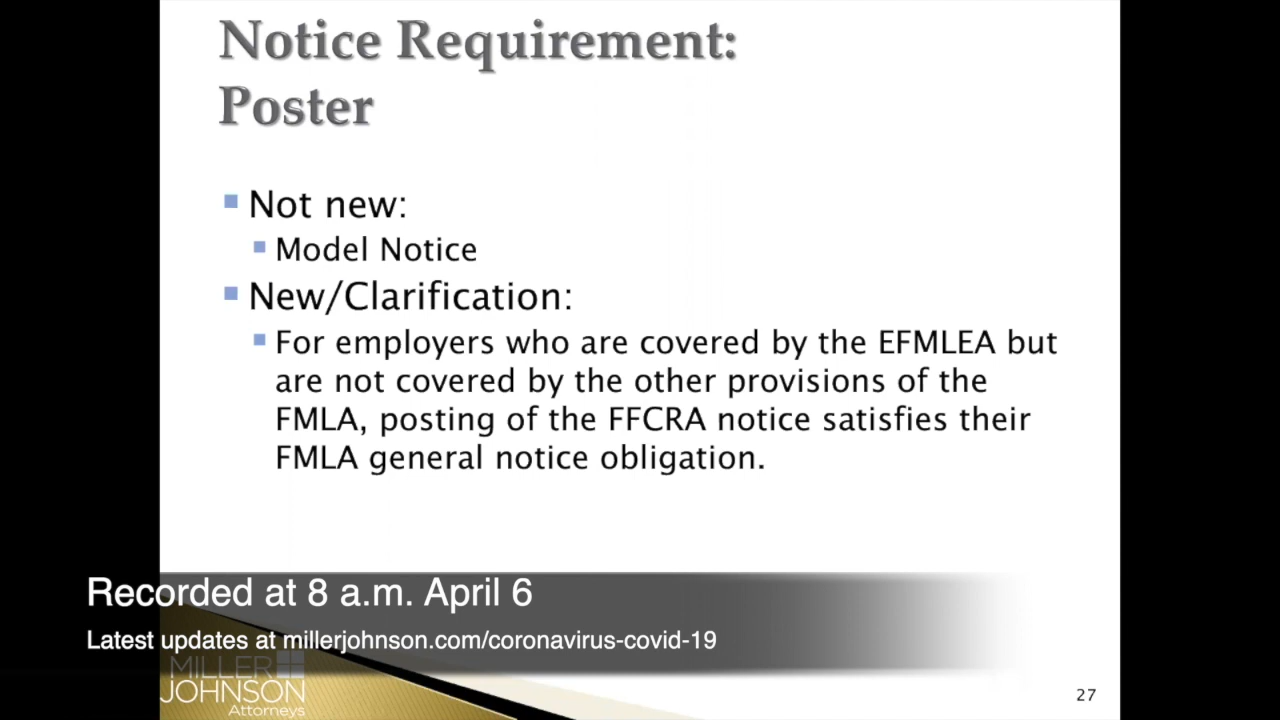 Notice Requirement:
Poster
Not new:
Model Notice
New/Clarification:
For employers who are covered by the EFMLEA but
are not covered by the other provisions of the
FMLA, posting of the FFCRA notice satisfies their
FMLA general notice obligation.
Recorded at 8 a.m. April 6
Latest updates at millerjohnson.com/coronavirus-covid-19
MILLER
JOHNSON
Attorneys
27